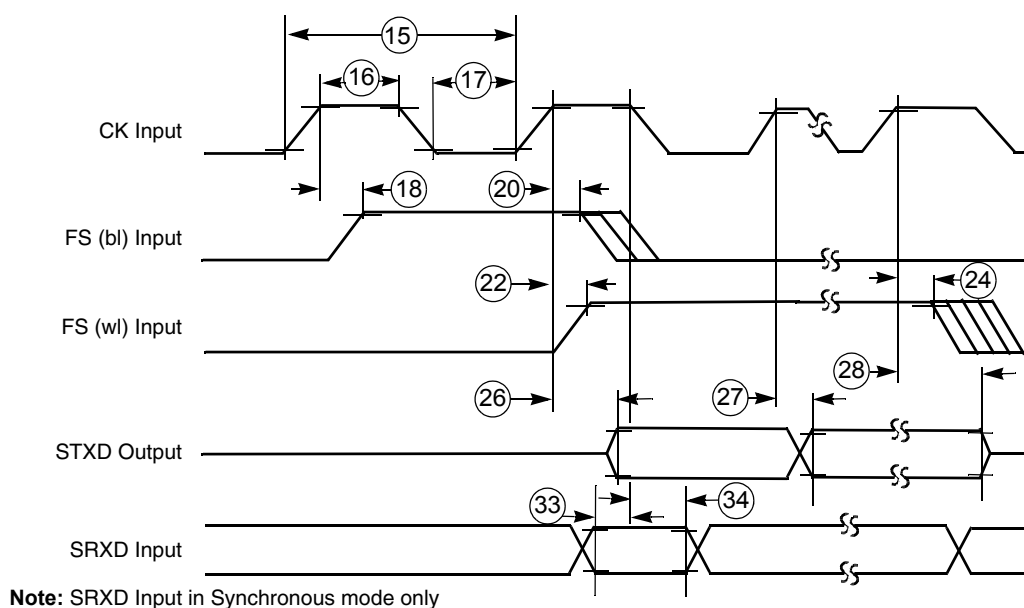 15
16
17
CK Input
18
20
FS (bl) Input
22
24
FS (wl) Input
28
26
27
STXD Output
33
34
SRXD Input
Note: SRXD Input in Synchronous mode only